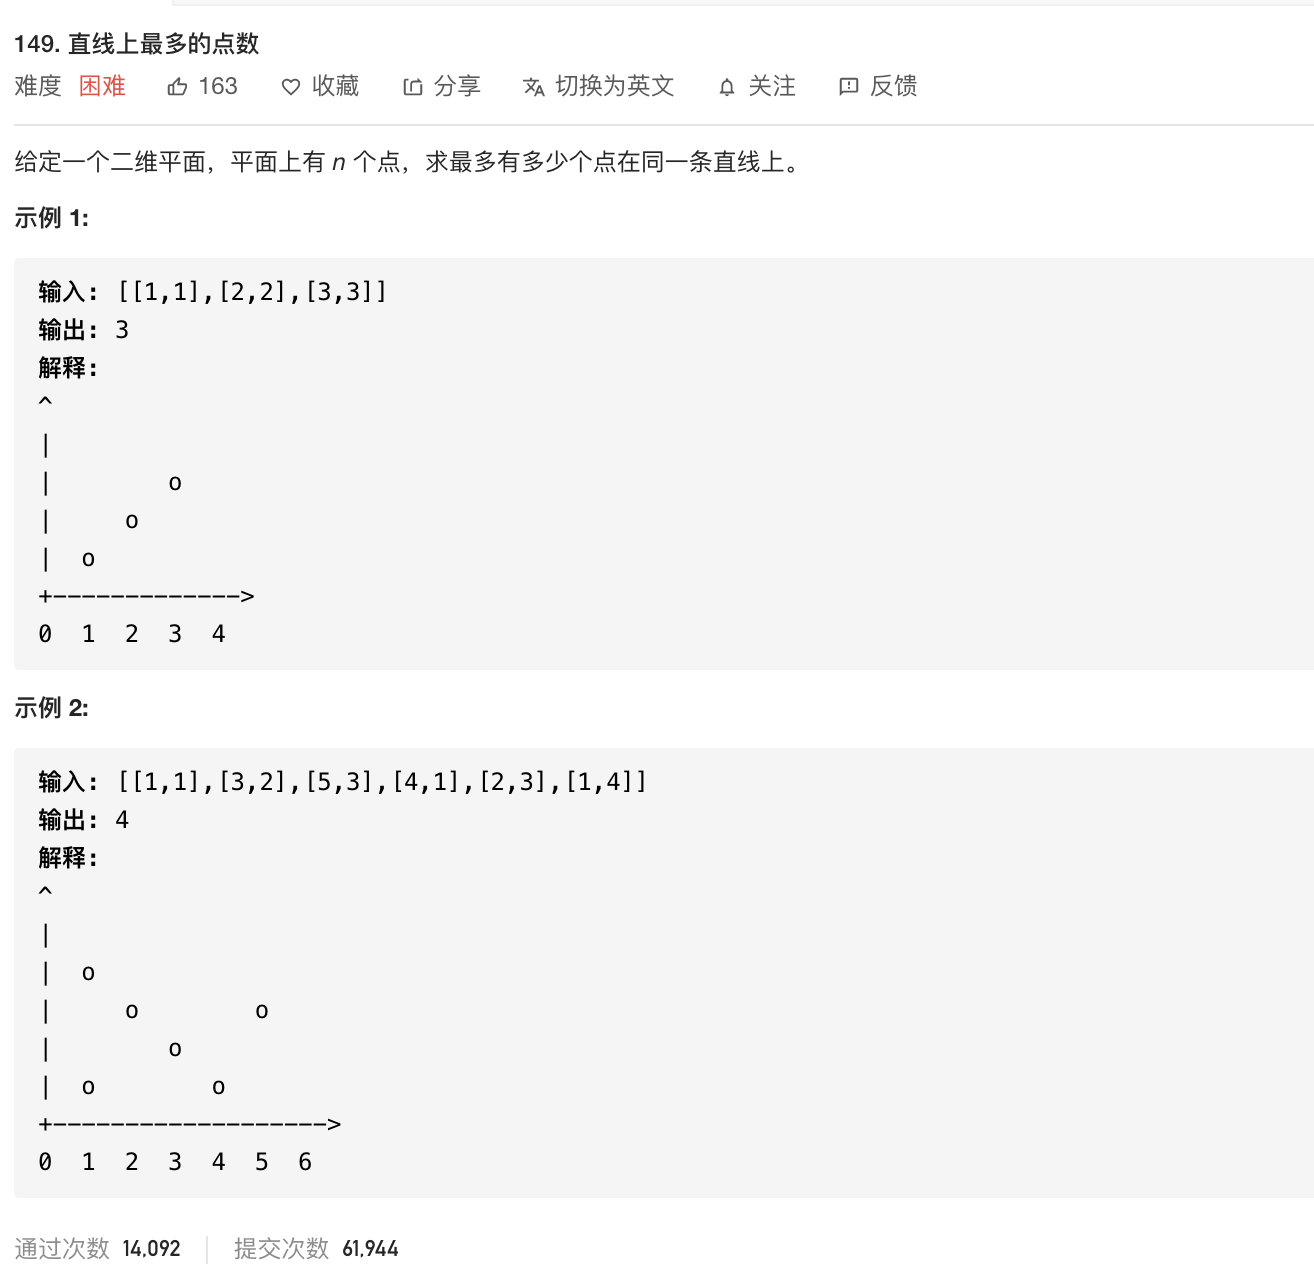 149. 直线上最多的点数
难度 困难 163 收藏 分享 切换为英文 关注 反馈
给定一个二维平面，平面上有 n 个点，求最多有多少个点在同一条直线上。
示例 1:
输入: [[1,1],[2,2],[3,3]]
输出: 3
解释:
^
|
|        o
|     o
|  o
+------------->
0  1  2  3  4
示例 2:
输入: [[1,1],[3,2],[5,3],[4,1],[2,3],[1,4]]
输出: 4
解释:
^
|
|  o
|     o        o
|        o
|  o        o
+------------------->
0  1  2  3  4  5  6
通过次数 14,092 提交次数 61,944